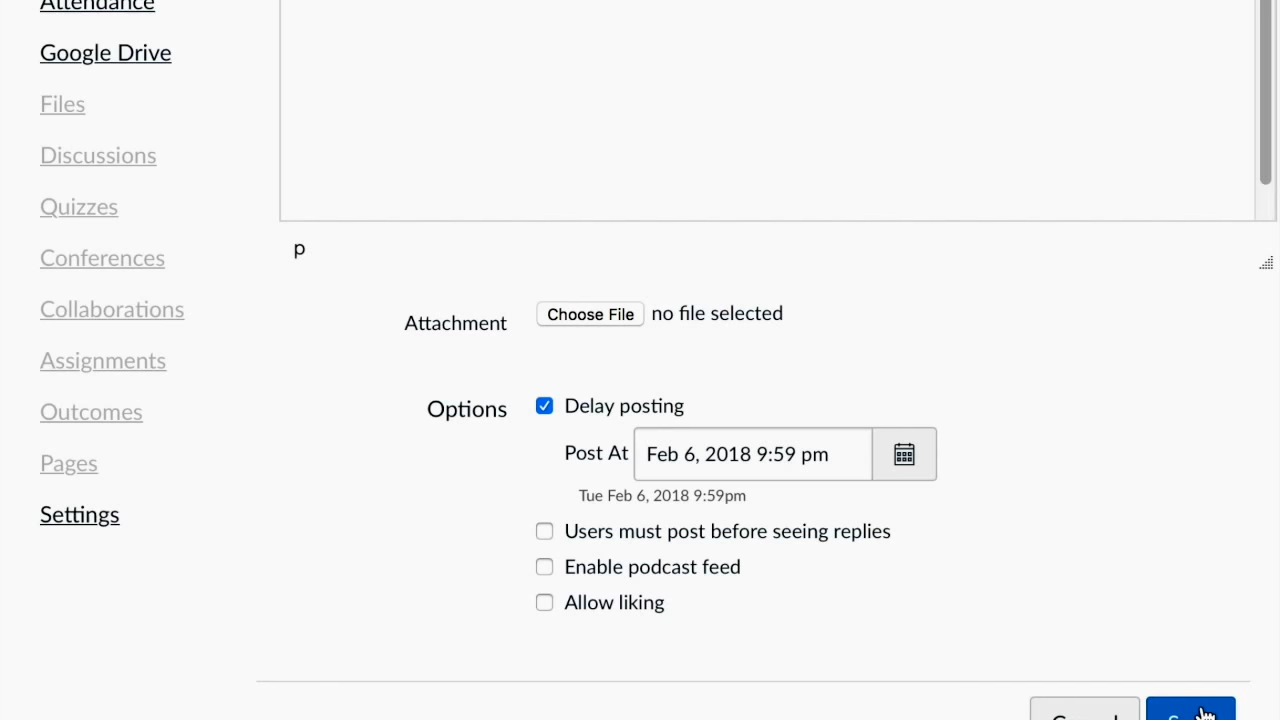 Attendance
Google Drive
Files
Discussions
Quizzes
Conferences
Collaborations
Assignments
Outcomes
Pages
Settings
p
Attachment Choose File no file selected
Options Delay posting
Post At Feb 6, 2018 9:59 pm
Tue Feb 6, 2018 9:59pm
Users must post before seeing replies
Enable podcast feed
Allow liking